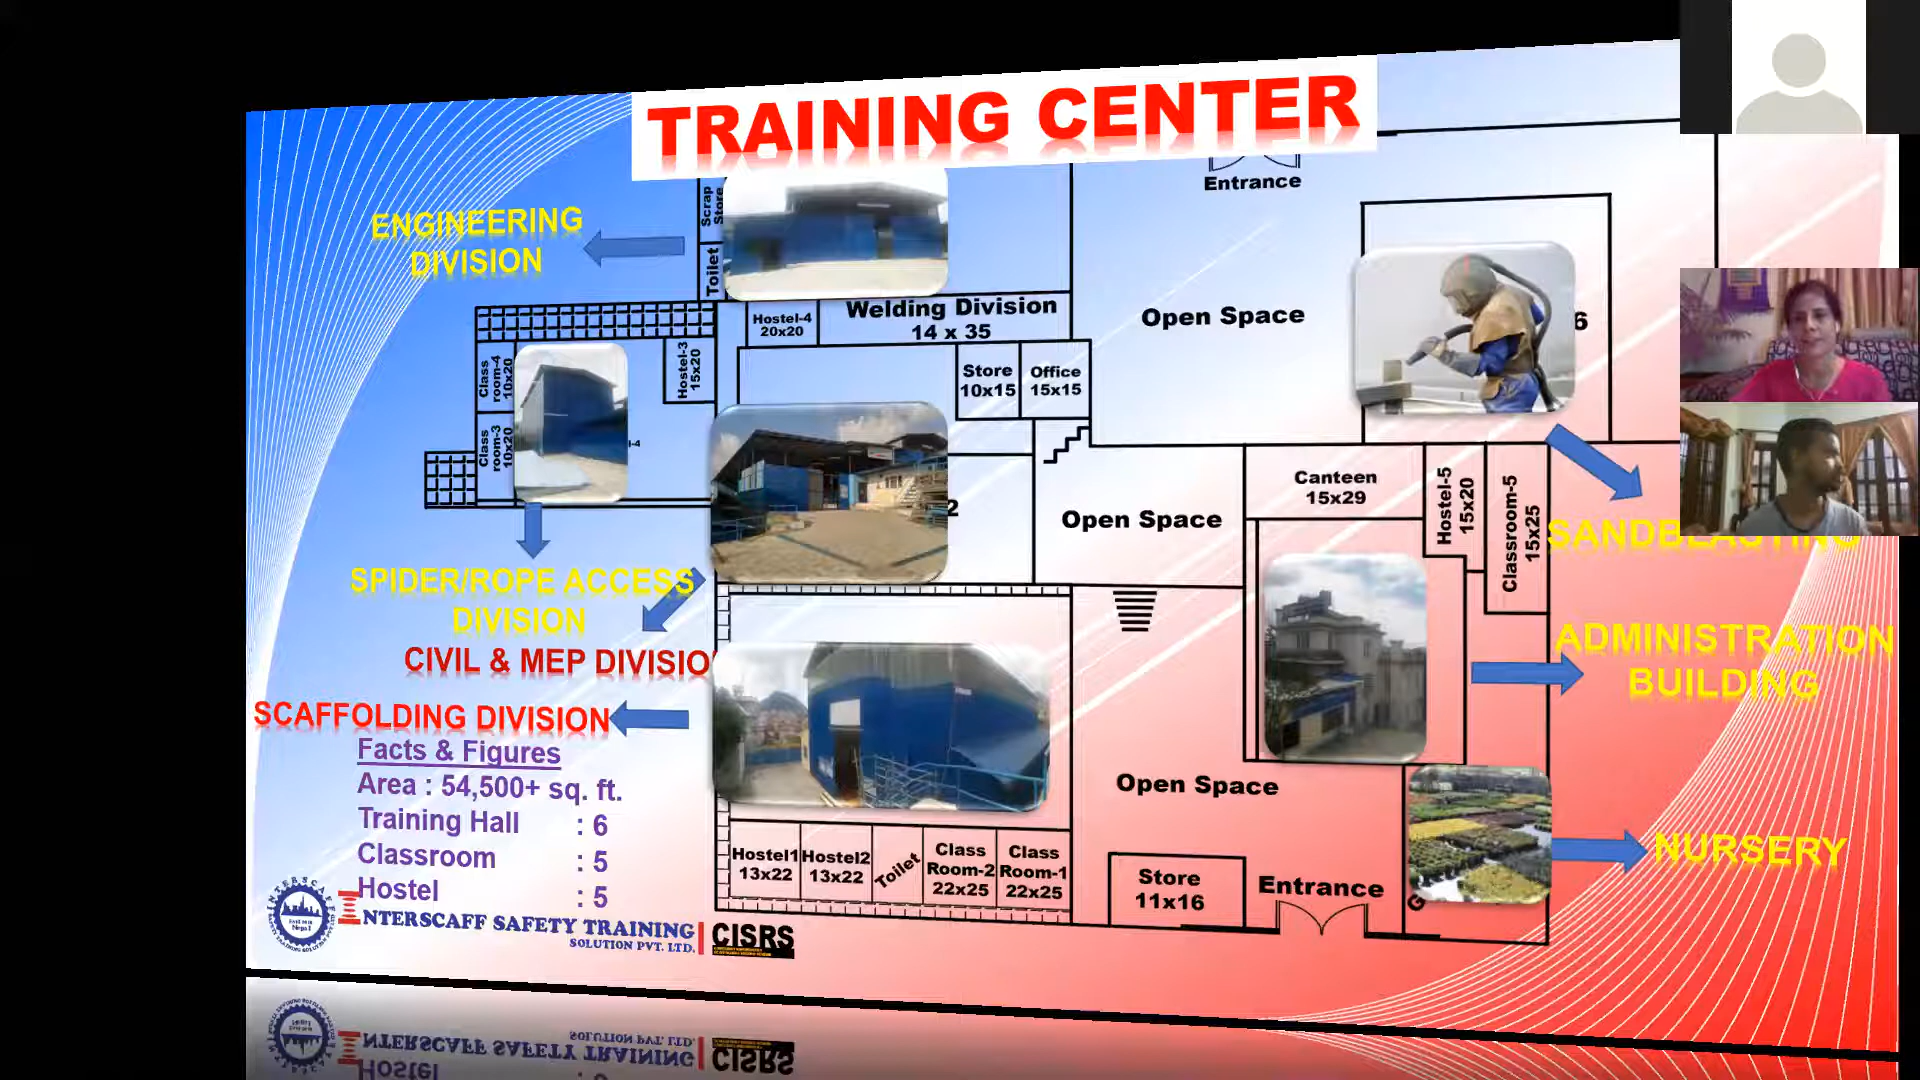 TRAINING CENTER
Entrance
Scrap
Store
Toilet
ENGINEERING
DIVISION
Welding Division
14 x 35
Hostel-4
20x20
Open Space
6
Hostel-3
15x20
Class
room-4
10x20
Store
10x15
Office
15x15
Class
room-3
10x20
l-4
2
Open Space
Canteen
15x29
Hostel-5
15x20
Classroom-5
15x25
SANDBLASTING
SPIDER/ROPE ACCESS
DIVISION
CIVIL & MEP DIVISIO
ADMINISTRATION
BUILDING
SCAFFOLDING DIVISION
Facts & Figures
Area : 54,500+ sq. ft.
Training Hall : 6
Classroom : 5
Hostel : 5
Open Space
NURSERY
Hostel1
13x22
Hostel2
13x22
Toilet
Class
Room-2
22x25
Class
Room-1
22x25
Store
11x16
Entrance
G
INTERSCAFF SAFETY TRAINING
SOLUTION PVT. LTD.
CISRS